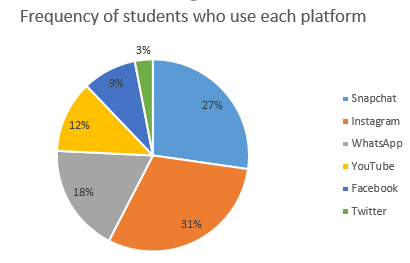 Frequency of students who use each platform
3%
9%
27%
12%
18%
31%
Snapchat
Instagram
WhatsApp
YouTube
Facebook
Twitter